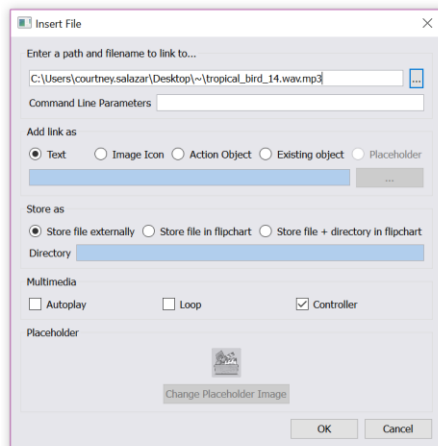 Insert File
Enter a path and filename to link to...
C:\Users\courtney.salazar\Desktop\~\tropical_bird_14.wav.mp3
...
Command Line Parameters
Add link as
Text Image Icon Action Object Existing object Placeholder
...
Store as
Store file externally Store file in flipchart Store file + directory in flipchart
Directory
Multimedia
Autoplay Loop Controller
Placeholder
Change Placeholder Image
OK Cancel